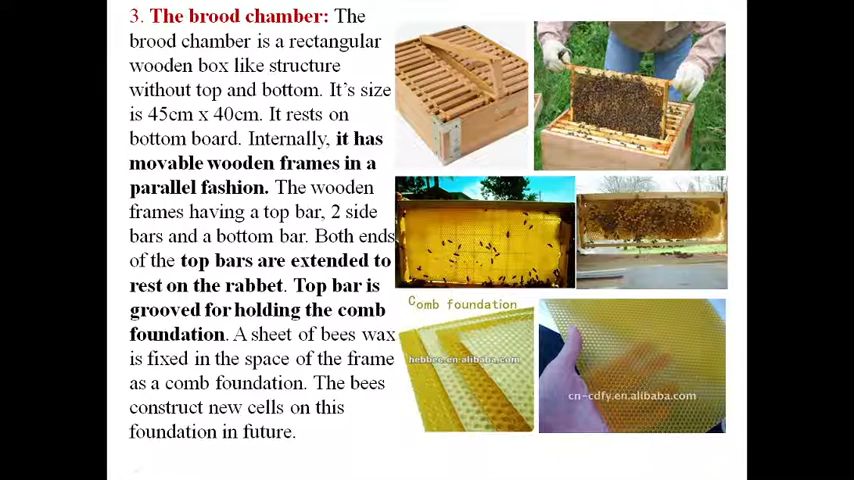 3. The brood chamber: The
brood chamber is a rectangular
wooden box like structure
without top and bottom. It's size
is 45cm x 40cm. It rests on
bottom board. Internally, it has
movable wooden frames in a
parallel fashion. The wooden
frames having a top bar, 2 side
bars and a bottom bar. Both ends
of the top bars are extended to
rest on the rabbet. Top bar is
grooved for holding the comb
foundation. A sheet of bees wax
is fixed in the space of the frame
as a comb foundation. The bees
construct new cells on this
foundation in future.
Comb foundation
hebbee.en.alibaba.com
cn-cdfy.en.alibaba.com